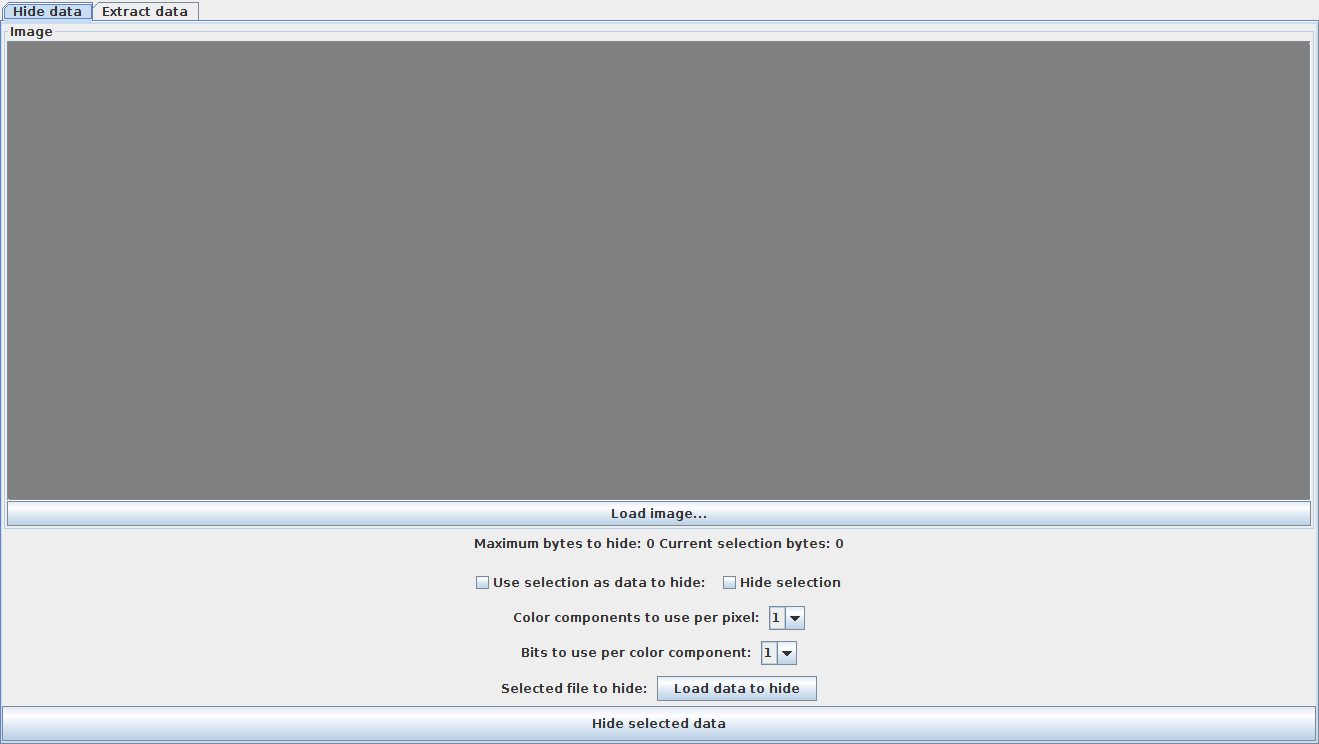 Hide data Extract data
Image
Load image...
Maximum bytes to hide: 0 Current selection bytes: 0
Use selection as data to hide: Hide selection
Color components to use per pixel: 1
Bits to use per color component: 1
Selected file to hide: Load data to hide
Hide selected data